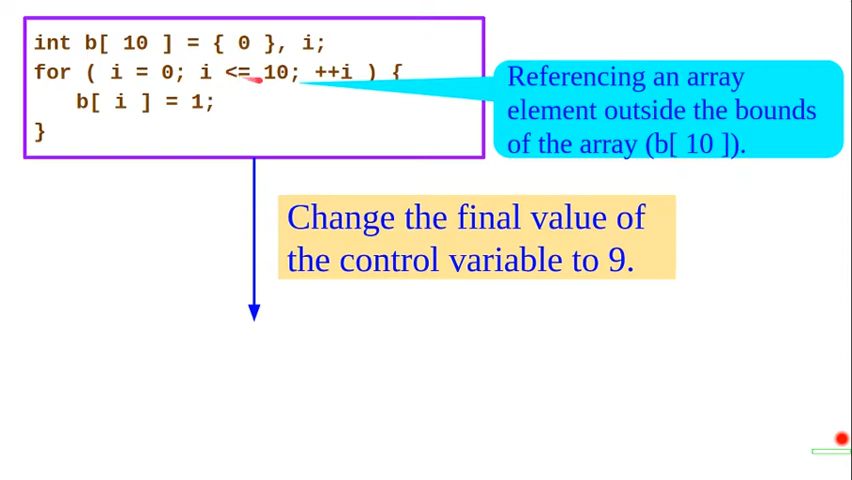 int b[ 10 ] = { 0 }, i;
for ( i = 0; i <= 10; ++i ) {
b[ i ] = 1;
}
Referencing an array
element outside the bounds
of the array (b[ 10 ]).
Change the final value of
the control variable to 9.